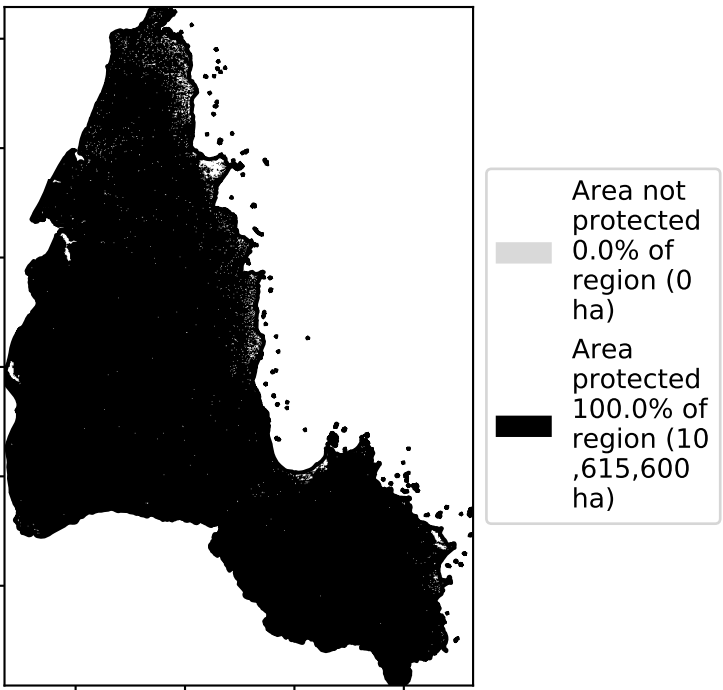 Area not
protected
0.0% of
region (0
ha)
Area
protected
100.0% of
region (10
,615,600
ha)